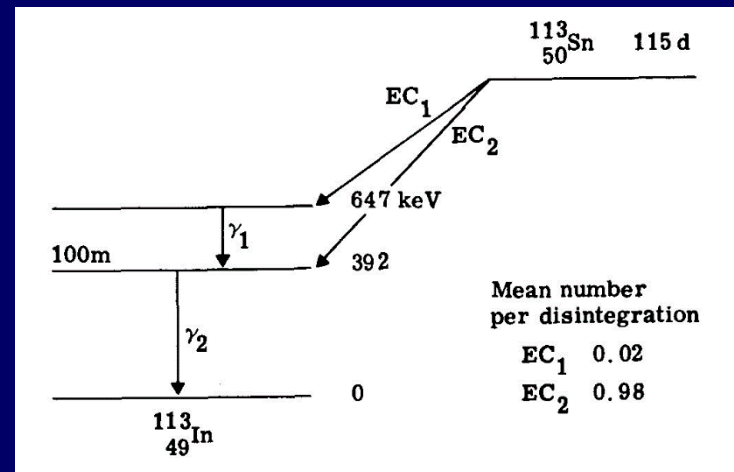 113
50Sn 115 d
EC1
EC2
647 keV
γ1
100m
392
γ2
Mean number
per disintegration
EC1 0.02
EC2 0.98
0
113
49In